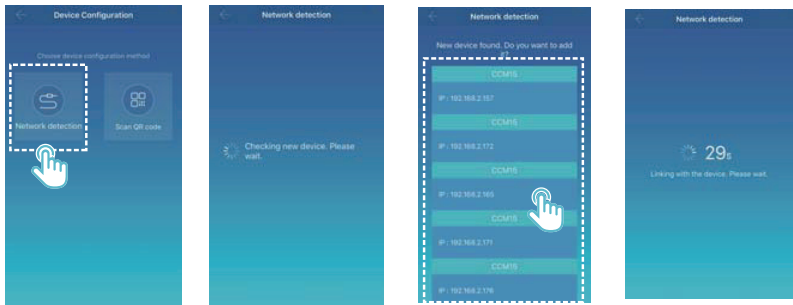 Device Configuration
Choose device configuration method
Network detection
Scan QR code
Network detection
Checking new device. Please
wait.
Network detection
New device found. Do you want to add
it?
CCM15
IP : 192.168.2.157
CCM15
IP : 192.168.2.172
CCM15
IP : 192.168.2.165
CCM15
IP : 192.168.2.171
CCM15
IP : 192.168.2.176
Network detection
29s
Linking with the device. Please wait.